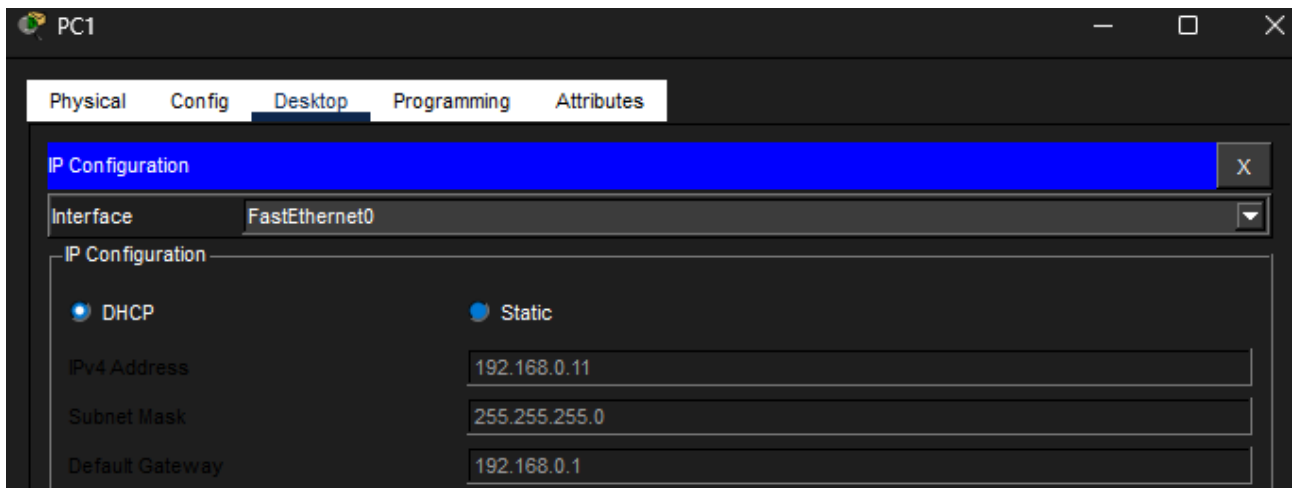 PC1
Physical Config Desktop Programming Attributes
IP Configuration X
Interface FastEthernet0
IP Configuration
DHCP Static
IPv4 Address 192.168.0.11
Subnet Mask 255.255.255.0
Default Gateway 192.168.0.1